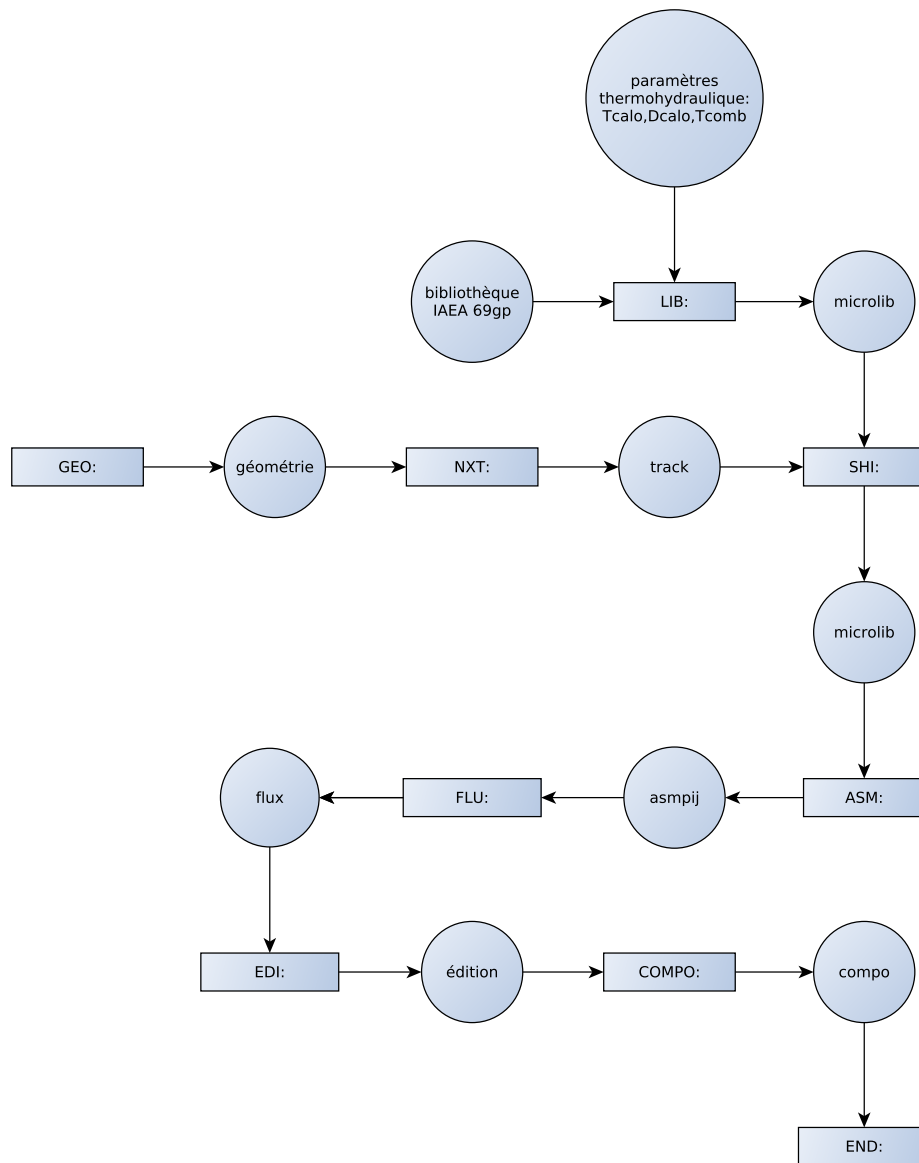 paramètres
thermohydraulique:
Tcalo,Dcalo,Tcomb
bibliothèque
IAEA 69gp
LIB:
microlib
GEO:
géométrie
NXT:
track
SHI:
microlib
flux
FLU:
asmpij
ASM:
EDI:
édition
COMPO:
compo
END: